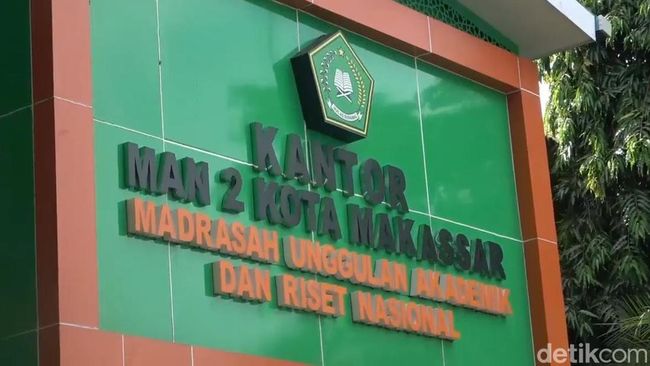 KANTOR
MAN 2 KOTA MAKASSAR
MADRASAH UNGGULAN AKADEMIK
DAN RISET NASIONAL
detikcom